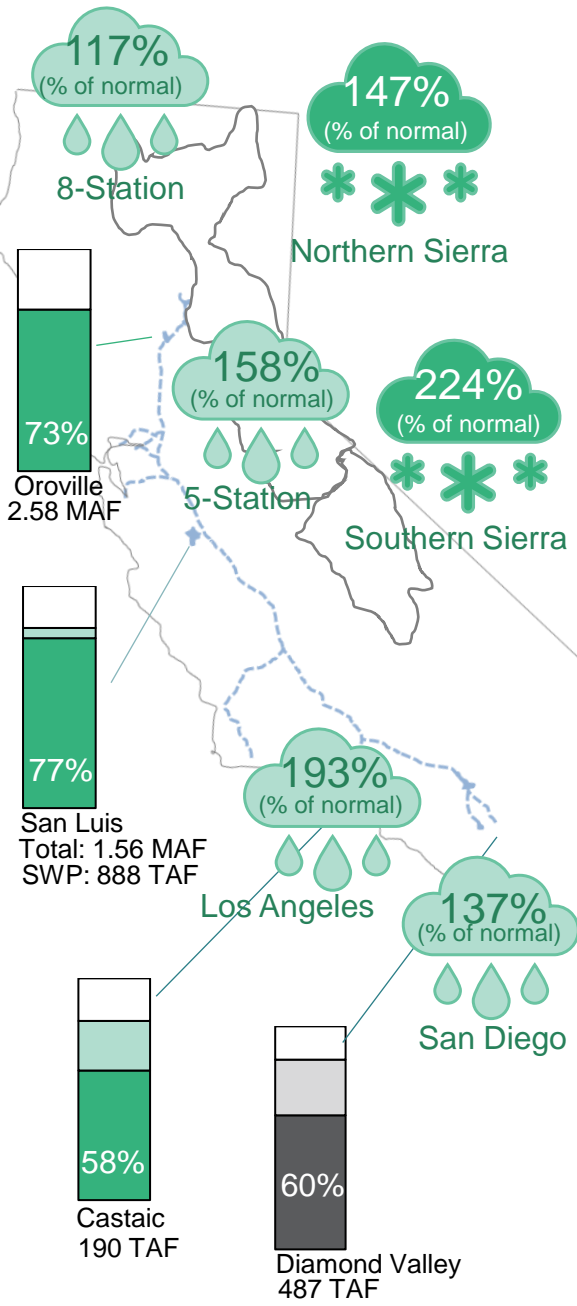 117%
(% of normal)
8-Station
147%
(% of normal)
Northern Sierra
73%
Oroville
2.58 MAF
158%
(% of normal)
5-Station
224%
(% of normal)
Southern Sierra
77%
San Luis
Total: 1.56 MAF
SWP: 888 TAF
193%
(% of normal)
Los Angeles
137%
(% of normal)
San Diego
58%
Castaic
190 TAF
60%
Diamond Valley
487 TAF